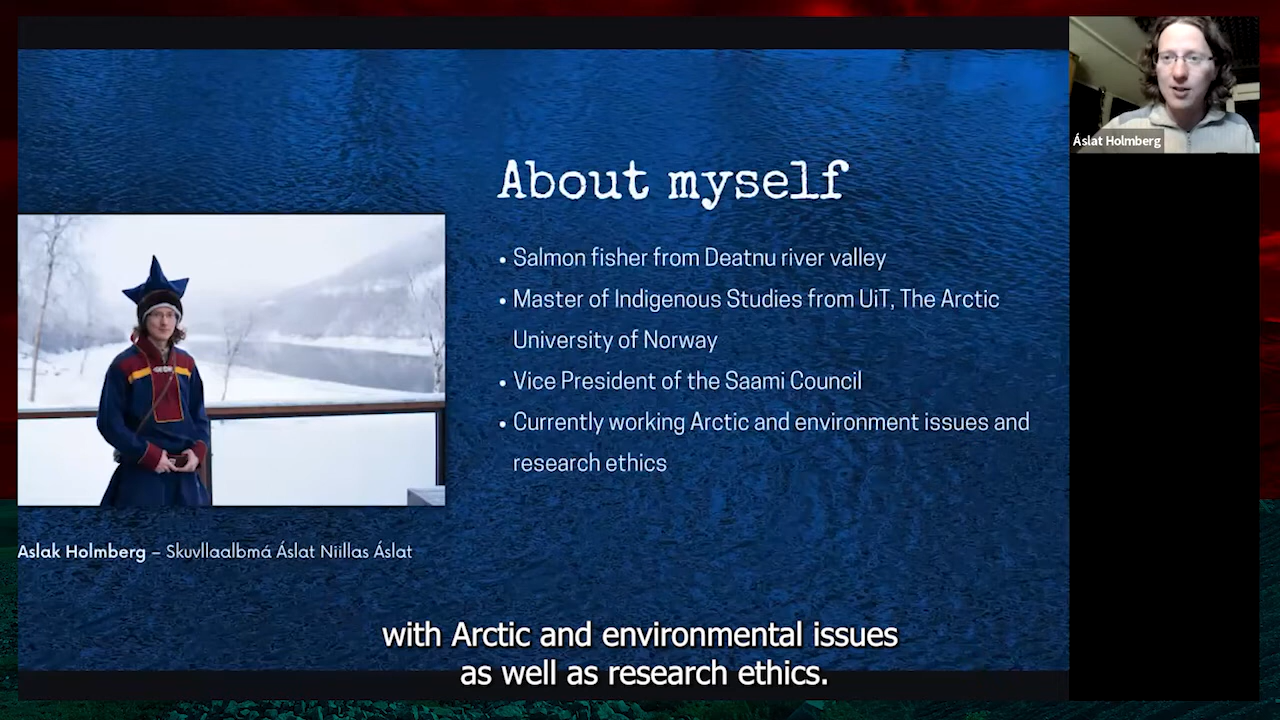 Áslat Holmberg
About myself
• Salmon fisher from Deatnu river valley
• Master of Indigenous Studies from UiT, The Arctic
University of Norway
• Vice President of the Saami Council
• Currently working Arctic and environment issues and
research ethics
Aslak Holmberg – Skuvllaalbmá Áslat Niillas Áslat
with Arctic and environmental issues
as well as research ethics.